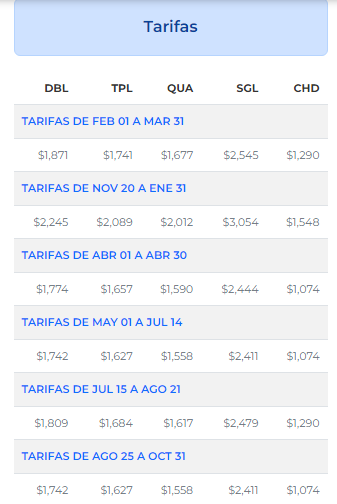 Tarifas
DBL TPL QUA SGL CHD
TARIFAS DE FEB 01 A MAR 31
$1,871 $1,741 $1,677 $2,545 $1,290
TARIFAS DE NOV 20 A ENE 31
$2,245 $2,089 $2,012 $3,054 $1,548
TARIFAS DE ABR 01 A ABR 30
$1,774 $1,657 $1,590 $2,444 $1,074
TARIFAS DE MAY 01 A JUL 14
$1,742 $1,627 $1,558 $2,411 $1,074
TARIFAS DE JUL 15 A AGO 21
$1,809 $1,684 $1,617 $2,479 $1,290
TARIFAS DE AGO 25 A OCT 31
$1,742 $1,627 $1,558 $2,411 $1,074